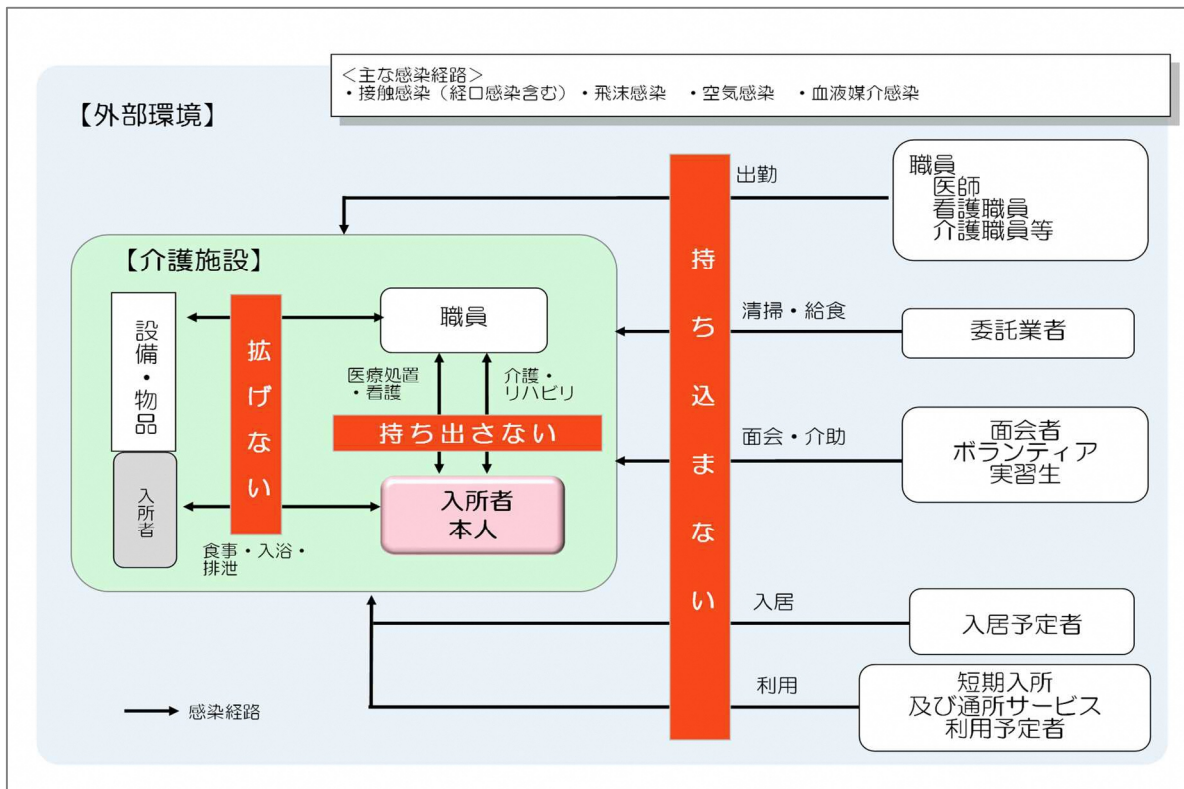 <主な感染経路>
・接触感染(経口感染含む)・飛沫感染 ・空気感染 ・血液媒介感染
【外部環境】
出勤
職員
医師
看護職員
介護職員等
【介護施設】
設備・物品
入所者
拡げない
職員
医療処置
・看護
介護・
リハビリ
持ち出さない
入所者
本人
食事・入浴・
排泄
持ち込まない
清掃・給食
委託業者
面会・介助
面会者
ボランティア
実習生
入居
入居予定者
利用
短期入所
及び通所サービス
利用予定者
感染経路